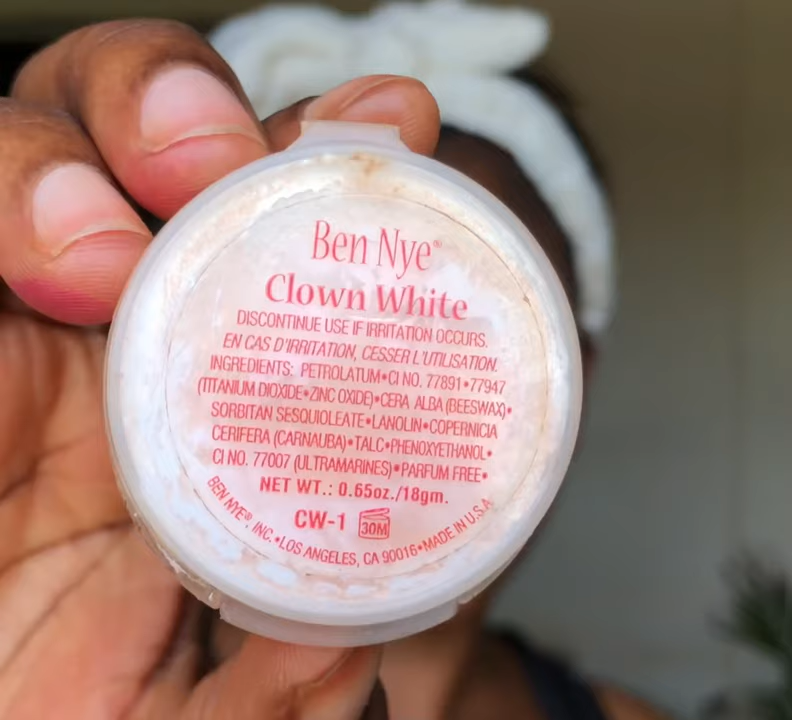 Ben Nye®
Clown White
DISCONTINUE USE IF IRRITATION OCCURS.
EN CAS D'IRRITATION, CESSER L'UTILISATION.
INGREDIENTS: PETROLATUM•CI NO. 77891•77947
(TITANIUM DIOXIDE•ZINC OXIDE)•CERA ALBA (BEESWAX)•
SORBITAN SESQUIOLEATE•LANOLIN•COPERNICIA
CERIFERA (CARNAUBA)•TALC•PHENOXYETHANOL•
CI NO. 77007 (ULTRAMARINES)•PARFUM FREE•
NET WT.: 0.65oz./18gm.
CW-1 30M
BEN NYE®, INC.•LOS ANGELES, CA 90016•MADE IN U.S.A